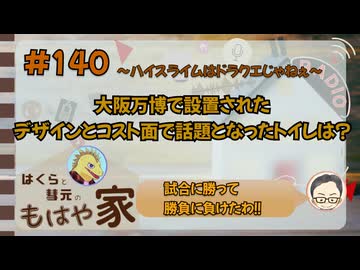 #140 ～ハイスライムはドラクエじゃねぇ～
RADIO
大阪万博で設置された
デザインとコスト面で話題となったトイレは？
はくらと
彗元の
もはや家
試合に勝って
勝負に負けたわ!!